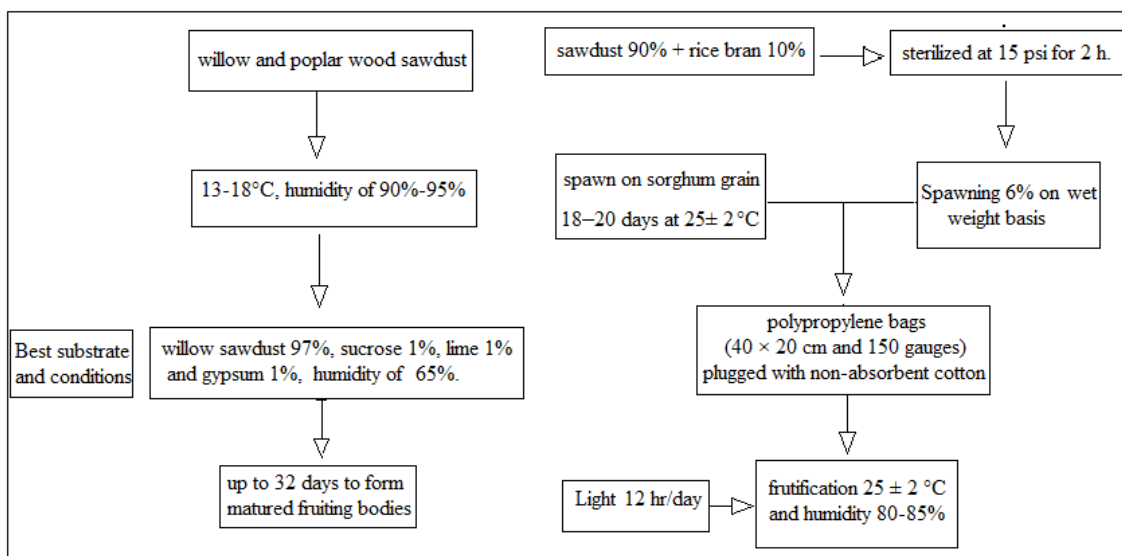 willow and poplar wood sawdust
13-18°C, humidity of 90%-95%
Best substrate
and conditions
willow sawdust 97%, sucrose 1%, lime 1%
and gypsum 1%, humidity of 65%.
up to 32 days to form
matured fruiting bodies
sawdust 90% + rice bran 10%
sterilized at 15 psi for 2 h.
spawn on sorghum grain
18–20 days at 25± 2 °C
Spawning 6% on wet
weight basis
polypropylene bags
(40 × 20 cm and 150 gauges)
plugged with non-absorbent cotton
Light 12 hr/day
frutification 25 ± 2 °C
and humidity 80-85%